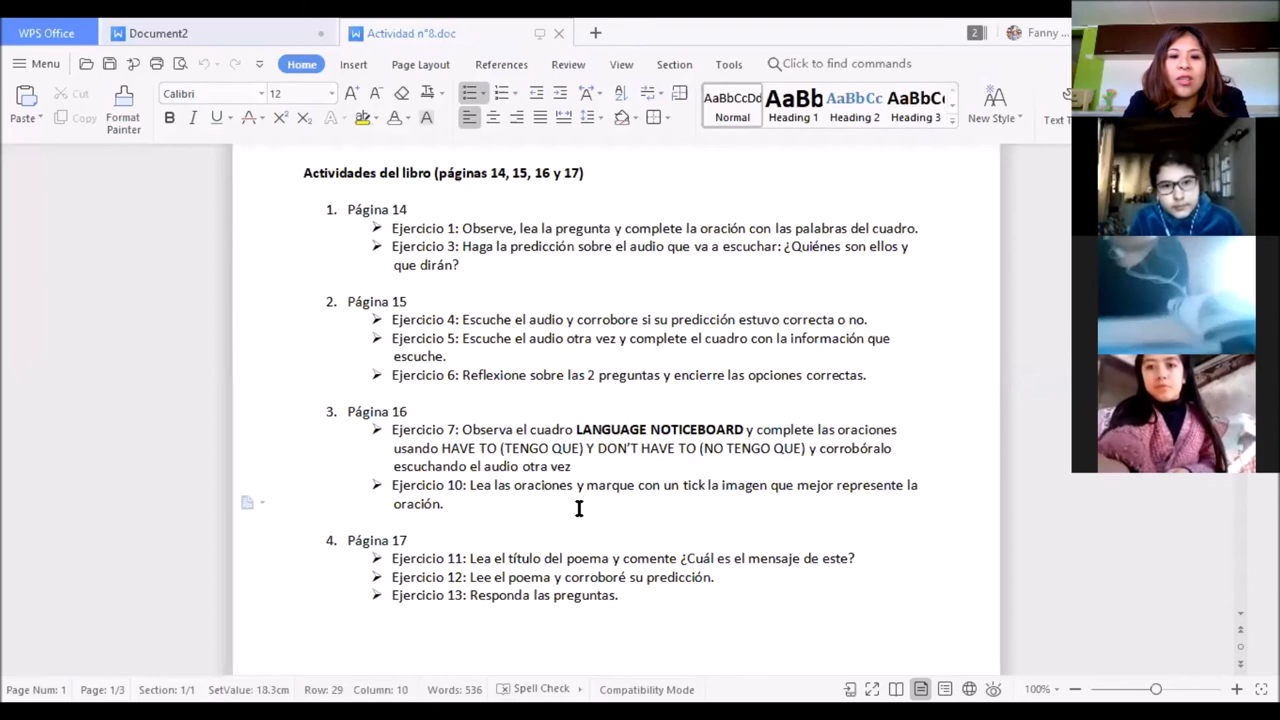 WPS Office
Document2
Actividad n°8.doc
2
Fanny ...
Menu
Home
Insert
Page Layout
References
Review
View
Section
Tools
Click to find commands
Paste
Cut
Copy
Format Painter
Calibri
12
AaBbCcDd
Normal
AaBb
Heading 1
AaBbCc
Heading 2
AaBbC
Heading 3
New Style
Text T
Actividades del libro (páginas 14, 15, 16 y 17)
1. Página 14
Ejercicio 1: Observe, lea la pregunta y complete la oración con las palabras del cuadro.
Ejercicio 3: Haga la predicción sobre el audio que va a escuchar: ¿Quiénes son ellos y
que dirán?
2. Página 15
Ejercicio 4: Escuche el audio y corrobore si su predicción estuvo correcta o no.
Ejercicio 5: Escuche el audio otra vez y complete el cuadro con la información que
escuche.
Ejercicio 6: Reflexione sobre las 2 preguntas y encierre las opciones correctas.
3. Página 16
Ejercicio 7: Observa el cuadro LANGUAGE NOTICEBOARD y complete las oraciones
usando HAVE TO (TENGO QUE) Y DON’T HAVE TO (NO TENGO QUE) y corrobóralo
escuchando el audio otra vez
Ejercicio 10: Lea las oraciones y marque con un tick la imagen que mejor represente la
oración.
4. Página 17
Ejercicio 11: Lea el título del poema y comente ¿Cuál es el mensaje de este?
Ejercicio 12: Lee el poema y corroboré su predicción.
Ejercicio 13: Responda las preguntas.
Page Num: 1
Page: 1/3
Section: 1/1
SetValue: 18.3cm
Row: 29
Column: 10
Words: 536
Spell Check
Compatibility Mode
100%